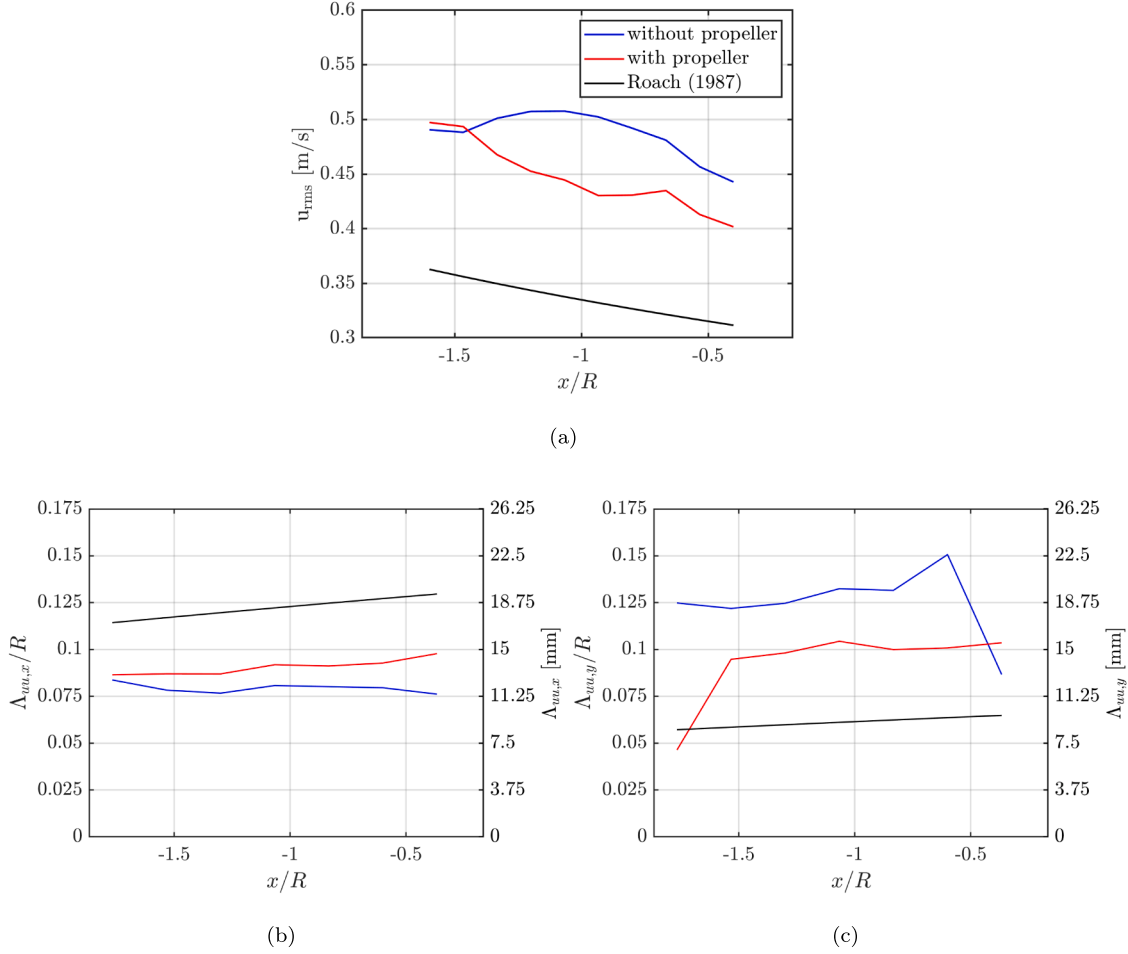 0.6
0.55
0.5
0.45
0.4
0.35
0.3
u_rms [m/s]
without propeller
with propeller
Roach (1987)
-1.5 -1 -0.5
x/R
(a)
0.175
0.15
0.125
0.1
0.075
0.05
0.025
0
Λ_uu,x/R
26.25
22.5
18.75
15
11.25
7.5
3.75
0
Λ_uu,x [mm]
-1.5 -1 -0.5
x/R
(b)
0.175
0.15
0.125
0.1
0.075
0.05
0.025
0
Λ_uu,y/R
26.25
22.5
18.75
15
11.25
7.5
3.75
0
Λ_uu,y [mm]
-1.5 -1 -0.5
x/R
(c)